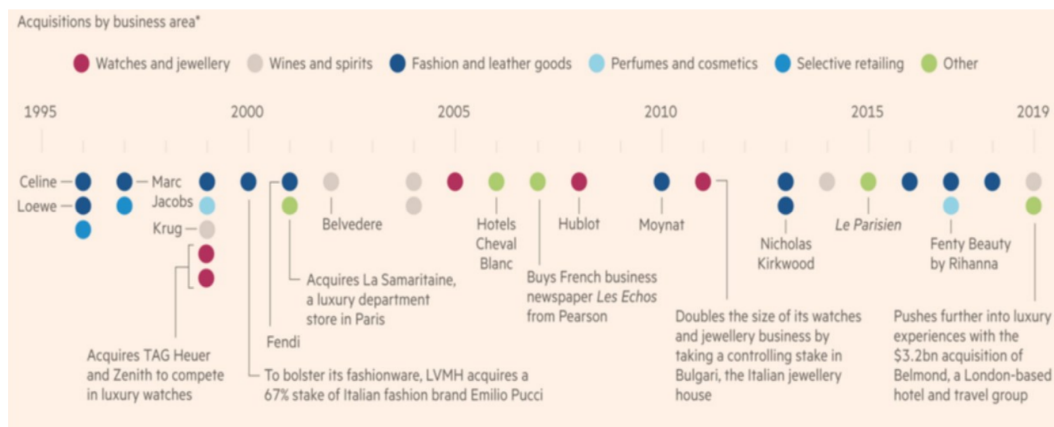 Acquisitions by business area*
Watches and jewellery Wines and spirits Fashion and leather goods Perfumes and cosmetics Selective retailing Other
1995 2000 2005 2010 2015 2019
Celine
Loewe
Marc
Jacobs
Krug
Acquires TAG Heuer
and Zenith to compete
in luxury watches
To bolster its fashionware, LVMH acquires a
67% stake of Italian fashion brand Emilio Pucci
Fendi
Acquires La Samaritaine,
a luxury department
store in Paris
Belvedere
Hotels
Cheval
Blanc
Buys French business
newspaper Les Echos
from Pearson
Hublot
Moynat
Doubles the size of its watches
and jewellery business by
taking a controlling stake in
Bulgari, the Italian jewellery
house
Nicholas
Kirkwood
Le Parisien
Fenty Beauty
by Rihanna
Pushes further into luxury
experiences with the
$3.2bn acquisition of
Belmond, a London-based
hotel and travel group